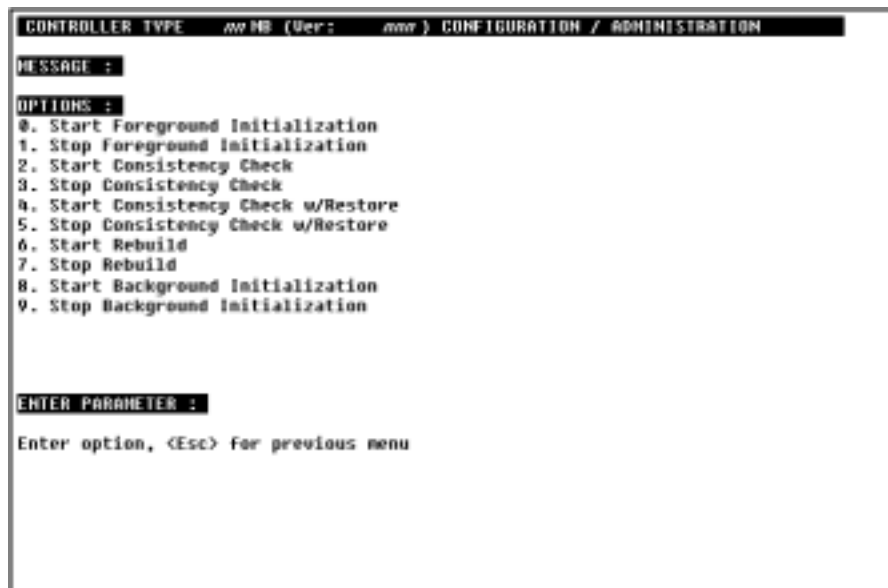 CONTROLLER TYPE nn MB (Ver: nnn) CONFIGURATION / ADMINISTRATION
MESSAGE :
OPTIONS :
0. Start Foreground Initialization
1. Stop Foreground Initialization
2. Start Consistency Check
3. Stop Consistency Check
4. Start Consistency Check w/Restore
5. Stop Consistency Check w/Restore
6. Start Rebuild
7. Stop Rebuild
8. Start Background Initialization
9. Stop Background Initialization
ENTER PARAMETER :
Enter option, <Esc> for previous menu